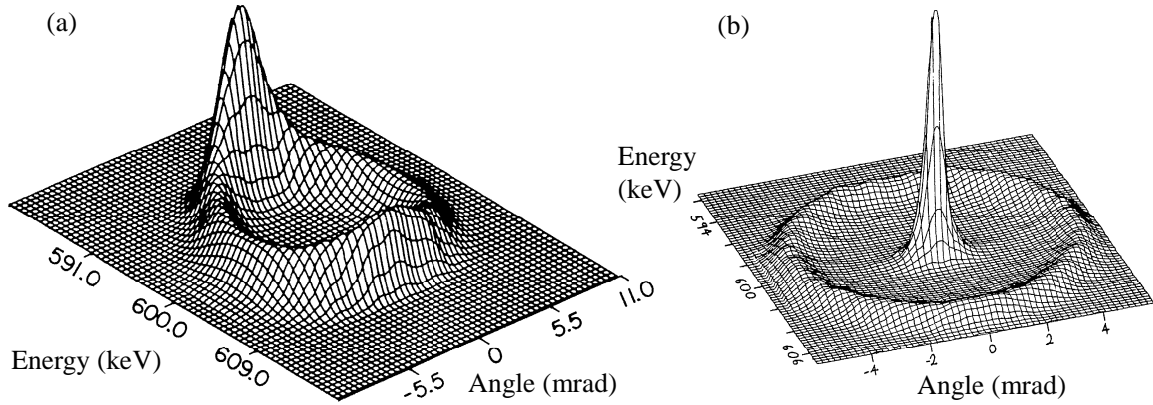 (a)
591.0
600.0
609.0
Energy (keV)
-5.5
0
5.5
11.0
Angle (mrad)
(b)
Energy
(keV)
594
600
606
-4
-2
0
2
4
Angle (mrad)